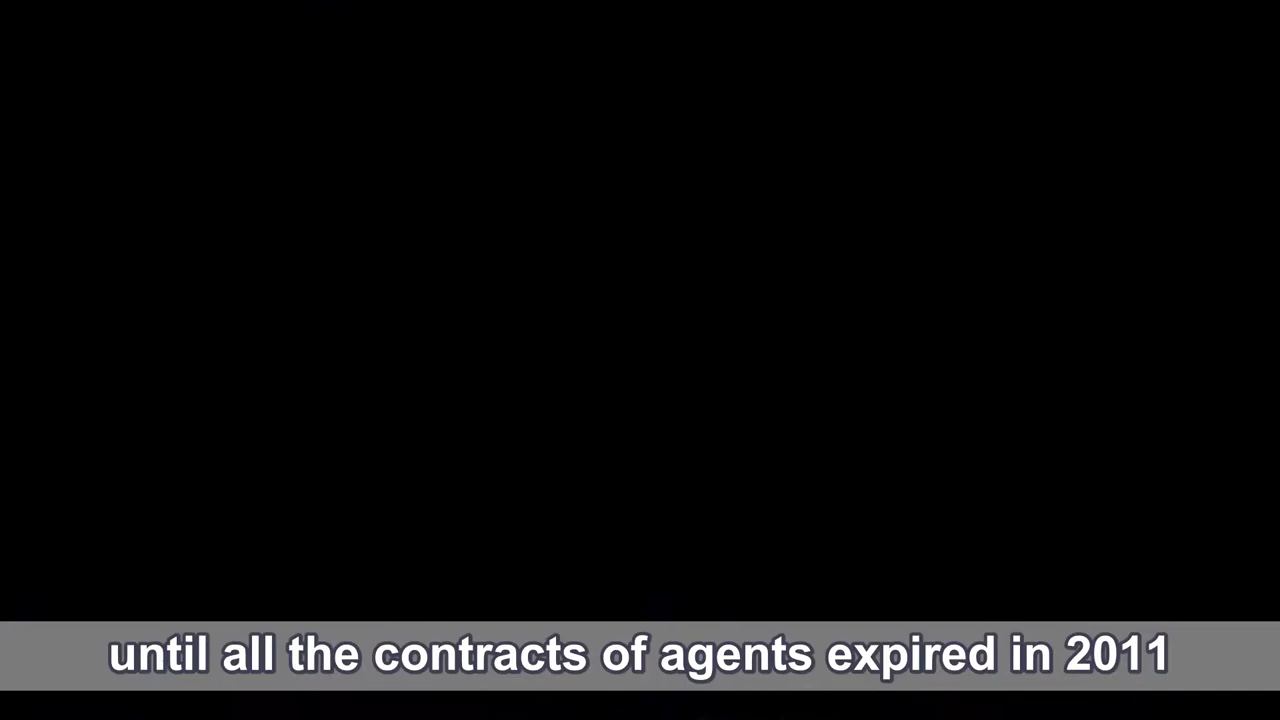 until all the contracts of agents expired in 2011